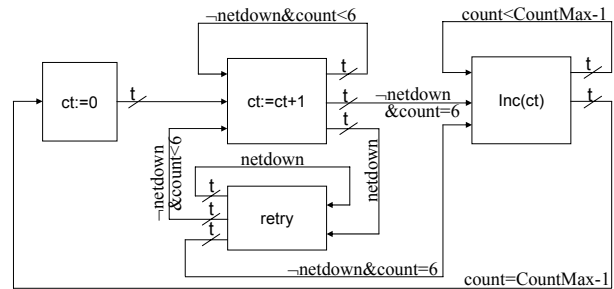 ¬netdown&count<6
count<CountMax-1
t
t
ct:=0
t
ct:=ct+1
t
¬netdown
&count=6
Inc(ct)
t
t
¬netdown
&count<6
netdown
netdown
t
t
retry
t
¬netdown&count=6
count=CountMax-1